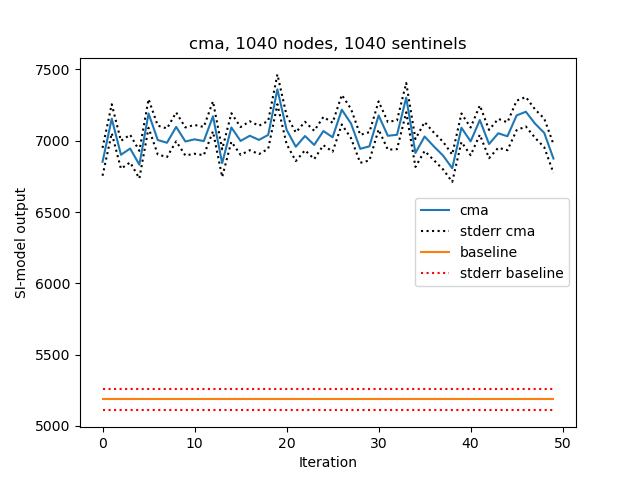 cma, 1040 nodes, 1040 sentinels
7500
7000
6500
6000
5500
5000
SI-model output
cma
stderr cma
baseline
stderr baseline
0 10 20 30 40 50
Iteration